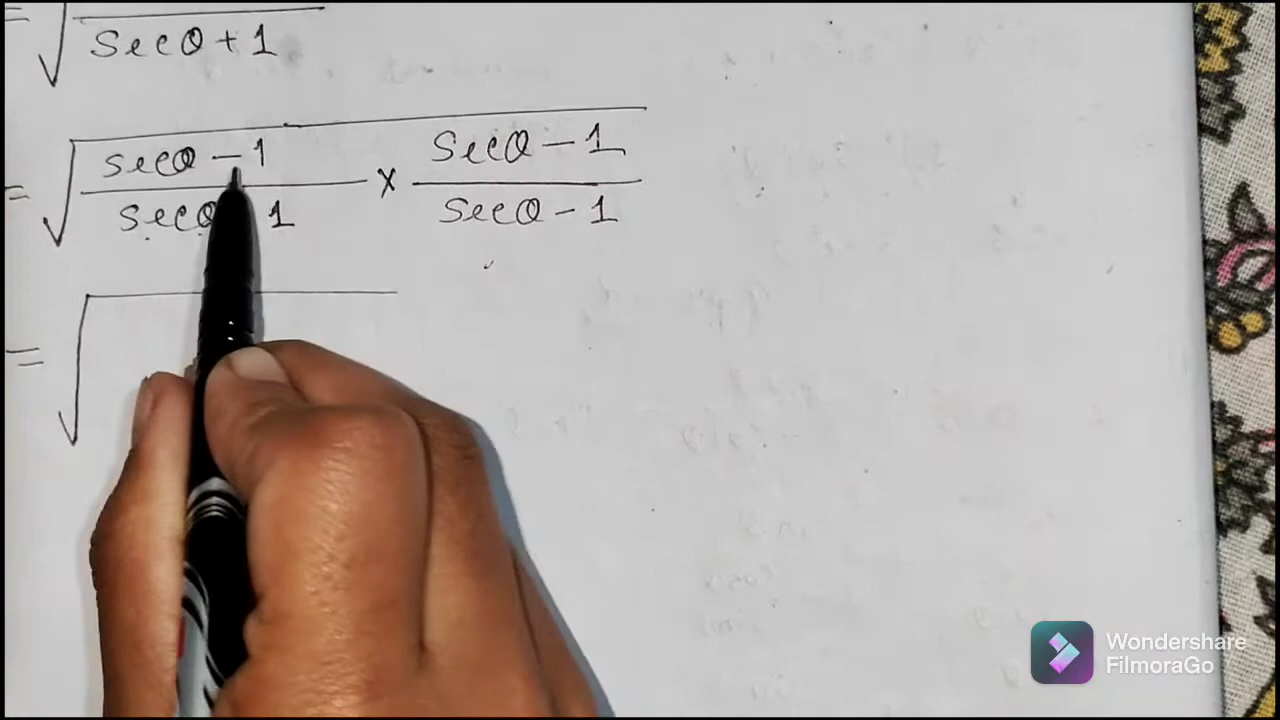 = √ secθ + 1
= √ secθ - 1 / secθ 1 × secθ - 1 / secθ - 1
= √
Wondershare
FilmoraGo